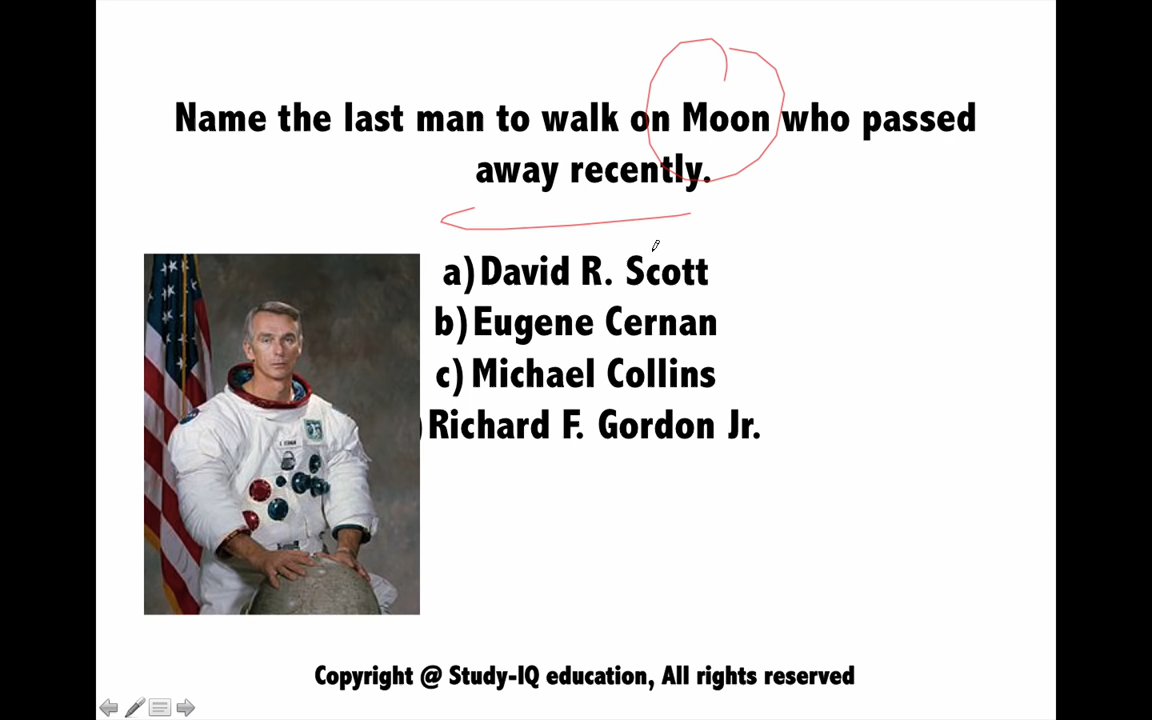 Name the last man to walk on Moon who passed
away recently.
a) David R. Scott
b) Eugene Cernan
c) Michael Collins
) Richard F. Gordon Jr.
E. CERNAN
Copyright @ Study-IQ education, All rights reserved